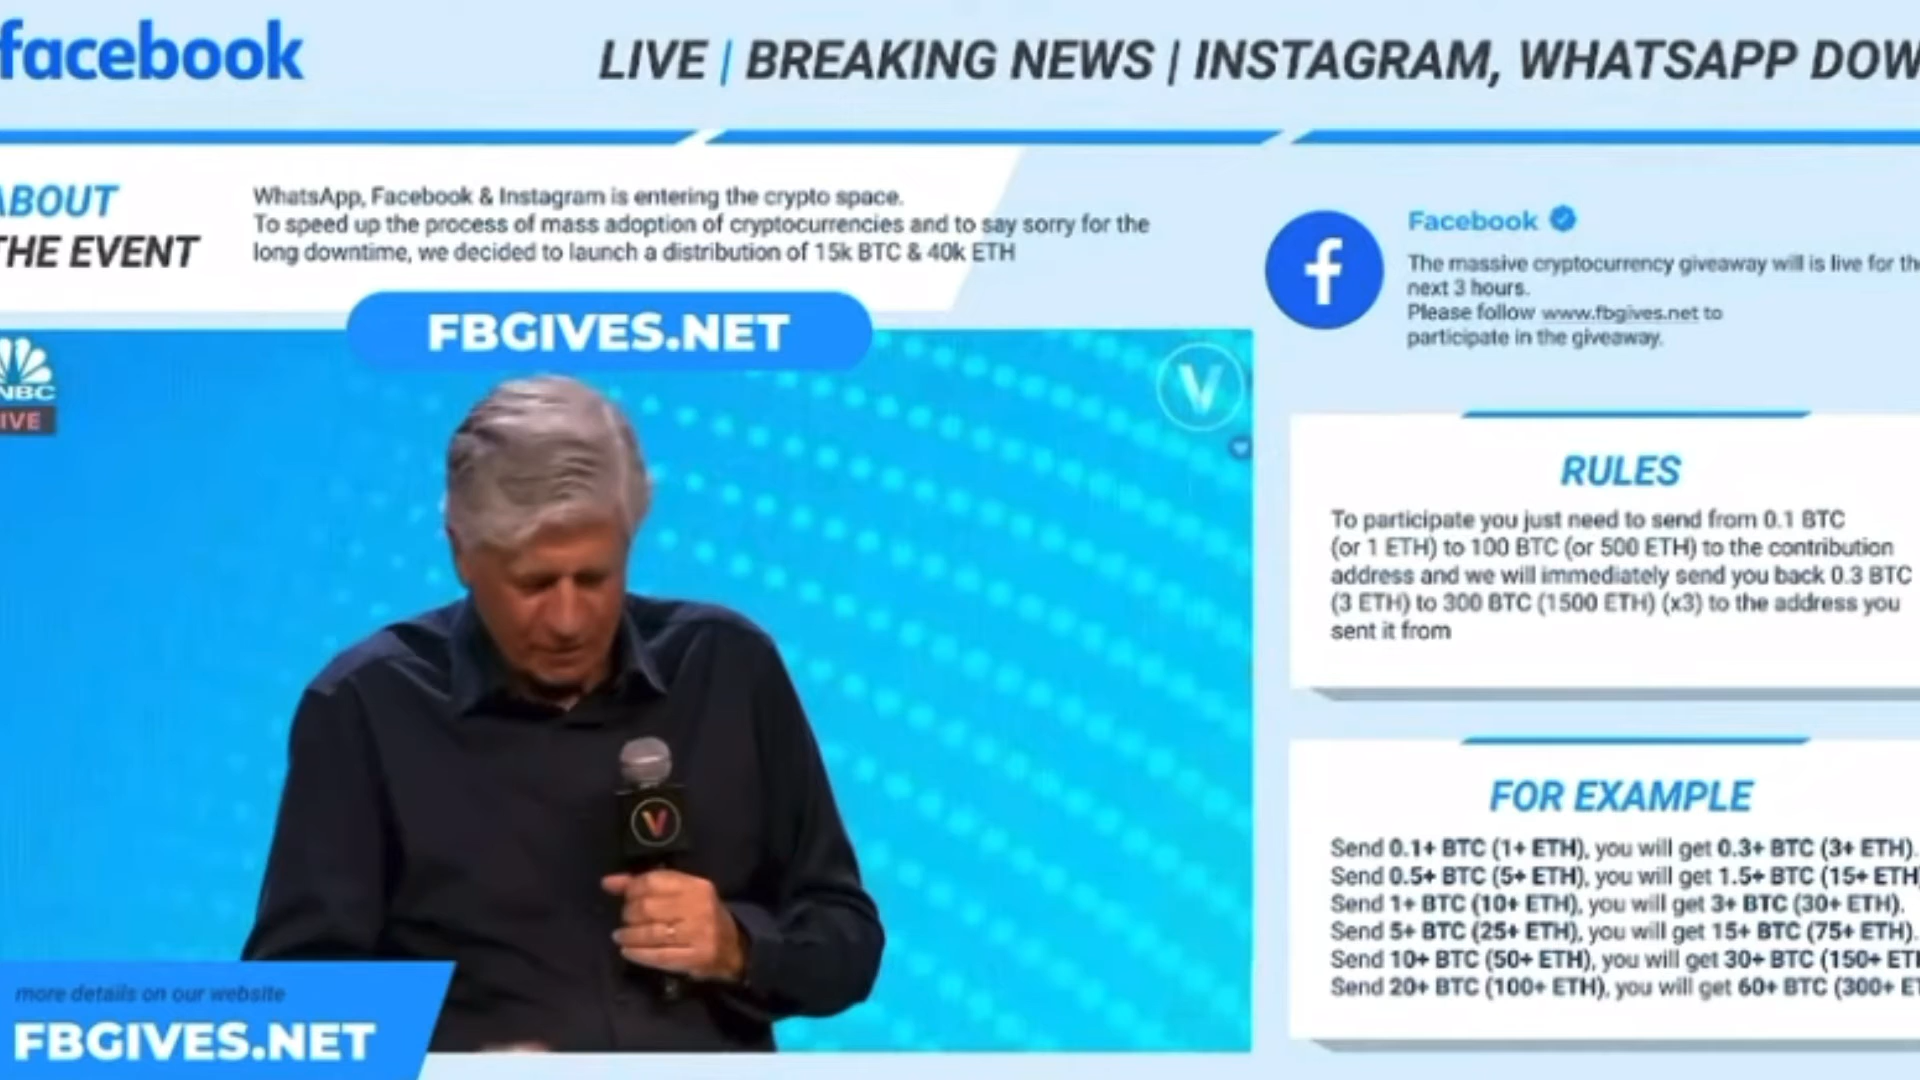 facebook
LIVE | BREAKING NEWS | INSTAGRAM, WHATSAPP DOW
ABOUT
THE EVENT
WhatsApp, Facebook & Instagram is entering the crypto space.
To speed up the process of mass adoption of cryptocurrencies and to say sorry for the
long downtime, we decided to launch a distribution of 15k BTC & 40k ETH
FBGIVES.NET
Facebook
The massive cryptocurrency giveaway will is live for the
next 3 hours.
Please follow www.fbgives.net to
participate in the giveaway.
NBC
IVE
V
RULES
To participate you just need to send from 0.1 BTC
(or 1 ETH) to 100 BTC (or 500 ETH) to the contribution
address and we will immediately send you back 0.3 BTC
(3 ETH) to 300 BTC (1500 ETH) (x3) to the address you
sent it from
V
FOR EXAMPLE
Send 0.1+ BTC (1+ ETH), you will get 0.3+ BTC (3+ ETH).
Send 0.5+ BTC (5+ ETH), you will get 1.5+ BTC (15+ ETH)
Send 1+ BTC (10+ ETH), you will get 3+ BTC (30+ ETH).
Send 5+ BTC (25+ ETH), you will get 15+ BTC (75+ ETH).
Send 10+ BTC (50+ ETH), you will get 30+ BTC (150+ ET
Send 20+ BTC (100+ ETH), you will get 60+ BTC (300+ E
more details on our website
FBGIVES.NET